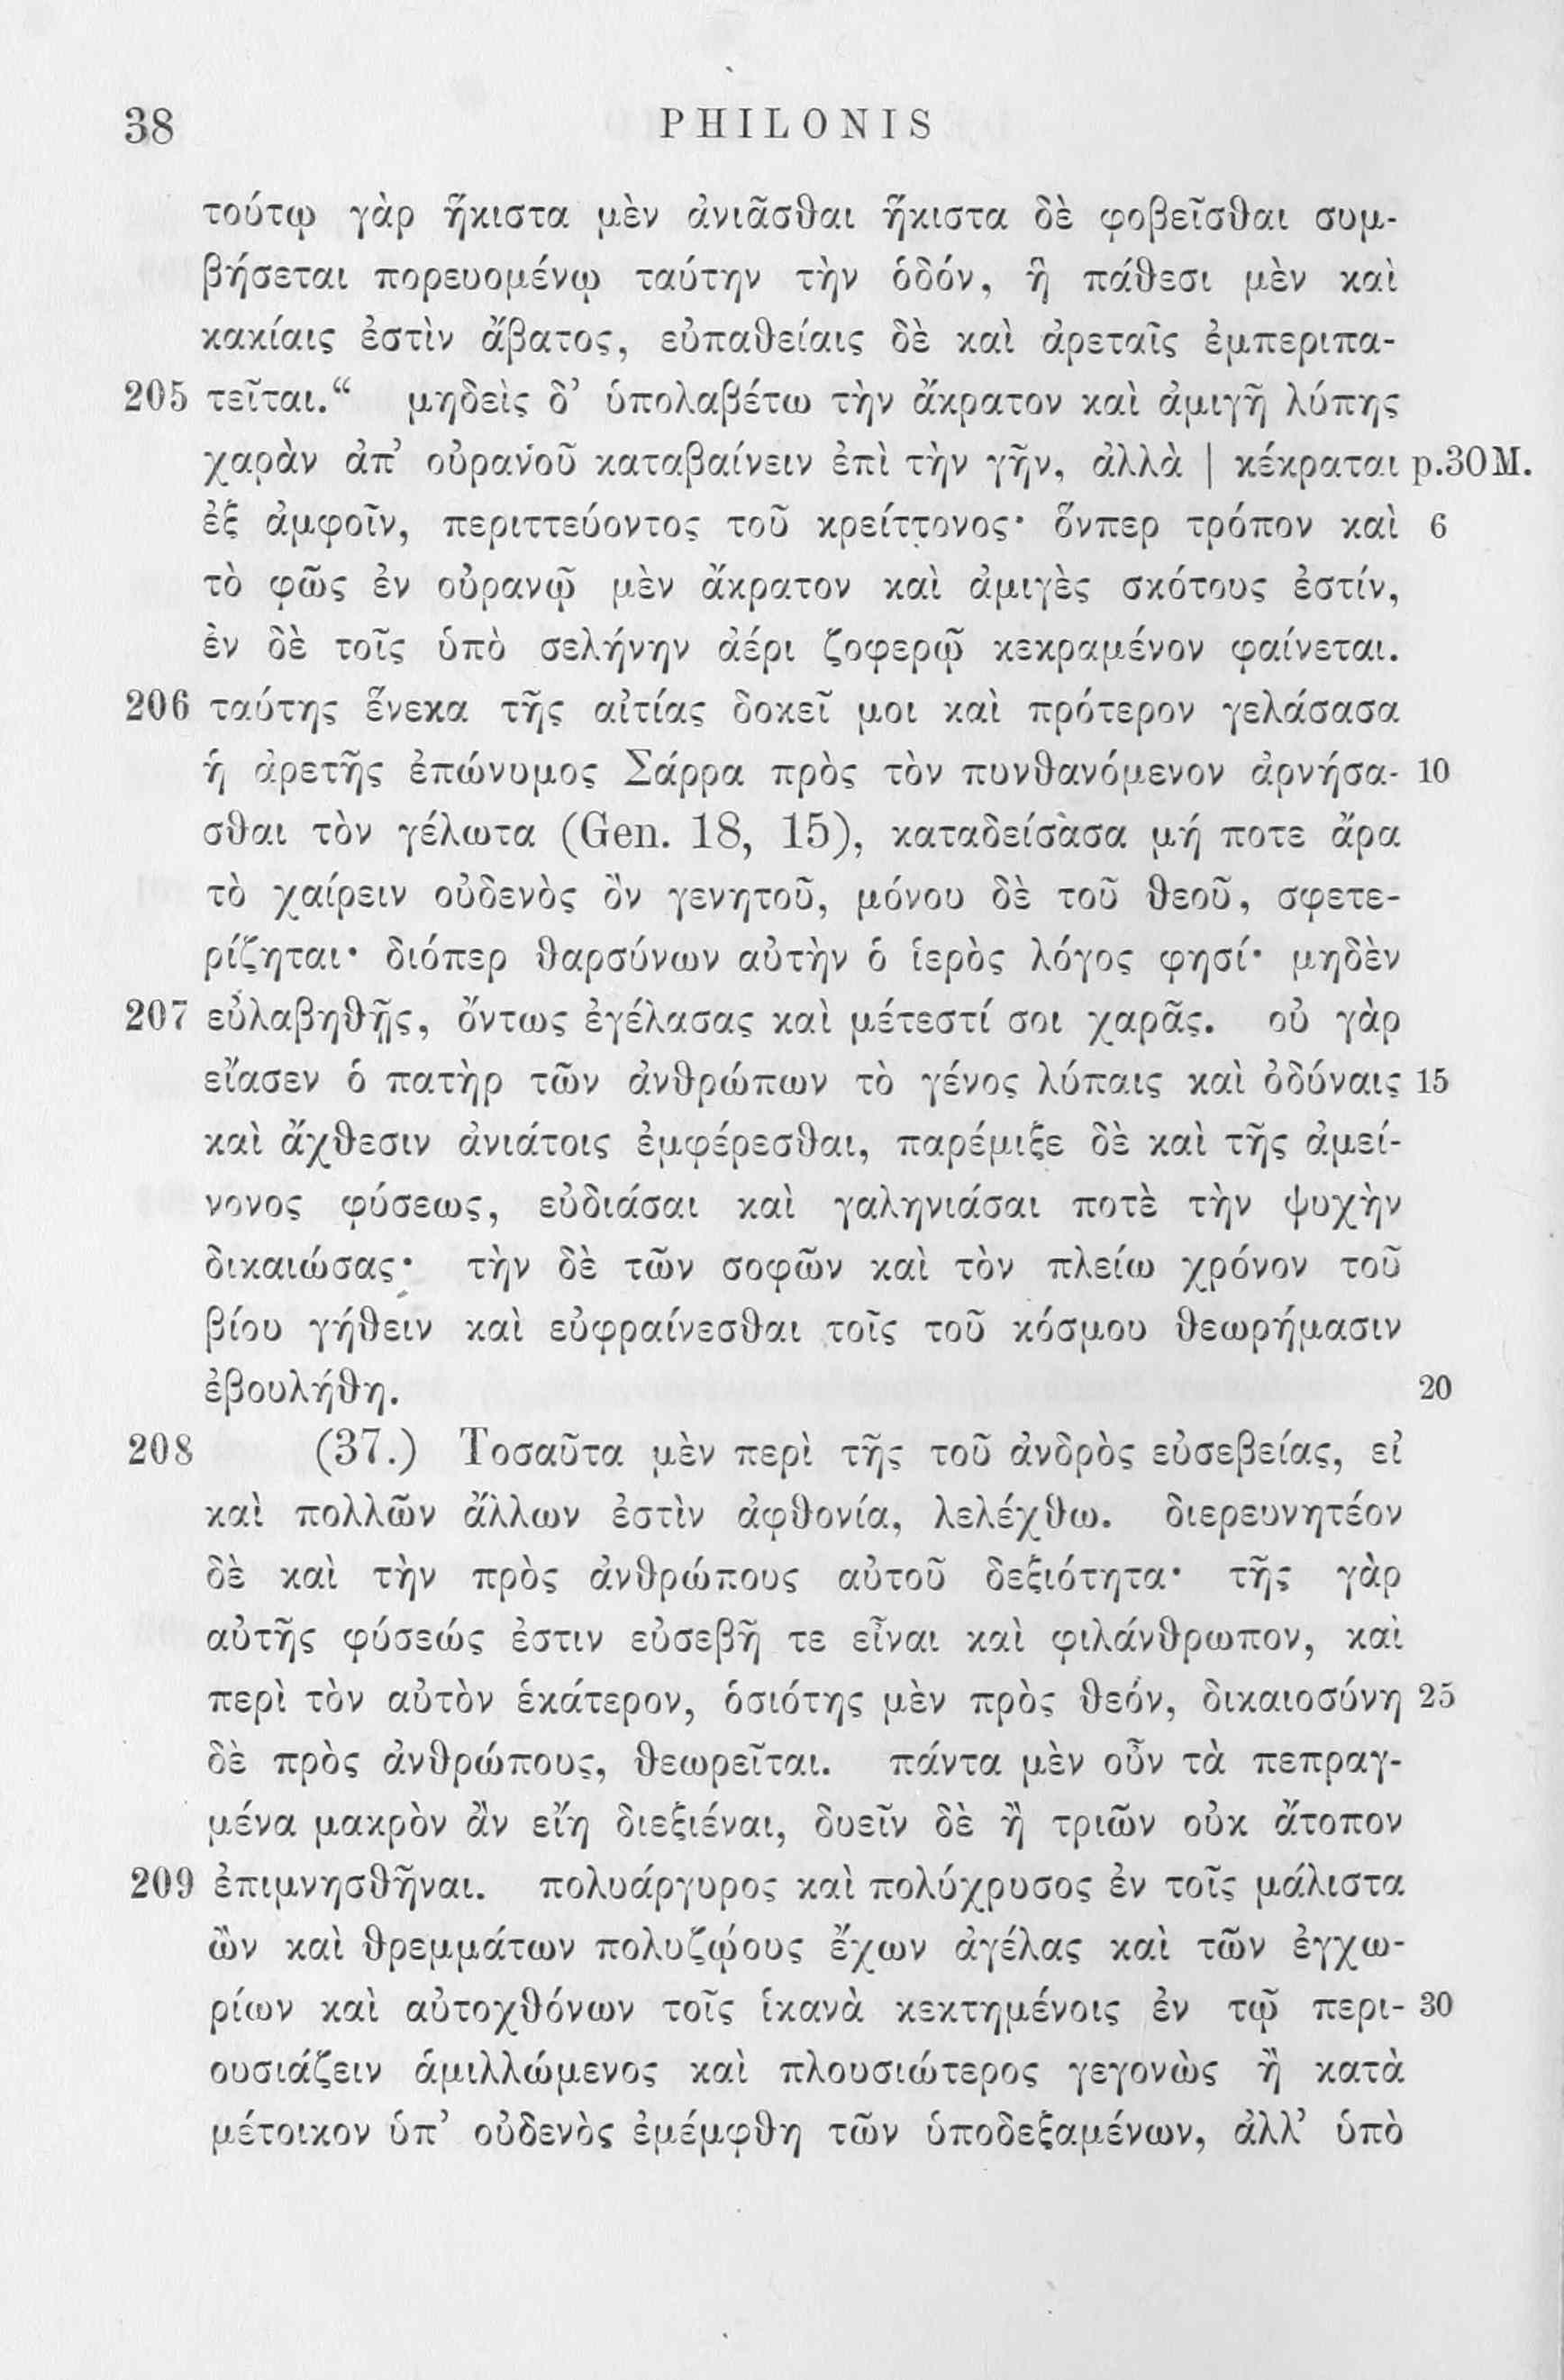 38 PHILONIS
τούτῳ γὰρ ἥκιστα μὲν ἀνιᾶσθαι ἥκιστα δὲ φοβεῖσθαι συμ-
βήσεται πορευομένῳ ταύτην τὴν ὁδόν, ἣ πάθεσι μὲν καὶ
κακίαις ἐστὶν ἄβατος, εὐπαθείαις δὲ καὶ ἀρεταῖς ἐμπεριπα-
205 τεῖται.“ μηδεὶς δ’ ὑπολαβέτω τὴν ἄκρατον καὶ ἀμιγῆ λύπης
χαρὰν ἀπ’ οὐρανοῦ καταβαίνειν ἐπὶ τὴν γῆν, ἀλλὰ | κέκραται p.30M.
ἐξ ἀμφοῖν, περιττεύοντος τοῦ κρείττονος· ὅνπερ τρόπον καὶ 6
τὸ φῶς ἐν οὐρανῷ μὲν ἄκρατον καὶ ἀμιγὲς σκότους ἐστίν,
ἐν δὲ τοῖς ὑπὸ σελήνην ἀέρι ζοφερῷ κεκραμένον φαίνεται.
206 ταύτης ἕνεκα τῆς αἰτίας δοκεῖ μοι καὶ πρότερον γελάσασα
ἡ ἀρετῆς ἐπώνυμος Σάρρα πρὸς τὸν πυνθανόμενον ἀρνήσα- 10
σθαι τὸν γέλωτα (Gen. 18, 15), καταδείσασα μή ποτε ἄρα
τὸ χαίρειν οὐδενὸς ὂν γενητοῦ, μόνου δὲ τοῦ θεοῦ, σφετε-
ρίζηται· διόπερ θαρσύνων αὐτὴν ὁ ἱερὸς λόγος φησί· μηδὲν
207 εὐλαβηθῇς, ὄντως ἐγέλασας καὶ μέτεστί σοι χαρᾶς. οὐ γὰρ
εἴασεν ὁ πατὴρ τῶν ἀνθρώπων τὸ γένος λύπαις καὶ ὀδύναις 15
καὶ ἄχθεσιν ἀνιάτοις ἐμφέρεσθαι, παρέμιξε δὲ καὶ τῆς ἀμεί-
νονος φύσεως, εὐδιάσαι καὶ γαληνιάσαι ποτὲ τὴν ψυχὴν
δικαιώσας· τὴν δὲ τῶν σοφῶν καὶ τὸν πλείω χρόνον τοῦ
βίου γήθειν καὶ εὐφραίνεσθαι τοῖς τοῦ κόσμου θεωρήμασιν
ἐβουλήθη. 20
208 (37.) Τοσαῦτα μὲν περὶ τῆς τοῦ ἀνδρὸς εὐσεβείας, εἰ
καὶ πολλῶν ἄλλων ἐστὶν ἀφθονία, λελέχθω. διερευνητέον
δὲ καὶ τὴν πρὸς ἀνθρώπους αὐτοῦ δεξιότητα· τῆς γὰρ
αὐτῆς φύσεώς ἐστιν εὐσεβῆ τε εἶναι καὶ φιλάνθρωπον, καὶ
περὶ τὸν αὐτὸν ἑκάτερον, ὁσιότης μὲν πρὸς θεόν, δικαιοσύνη 25
δὲ πρὸς ἀνθρώπους, θεωρεῖται. πάντα μὲν οὖν τὰ πεπραγ-
μένα μακρὸν ἂν εἴη διεξιέναι, δυεῖν δὲ ἢ τριῶν οὐκ ἄτοπον
209 ἐπιμνησθῆναι. πολυάργυρος καὶ πολύχρυσος ἐν τοῖς μάλιστα
ὢν καὶ θρεμμάτων πολυζῴους ἔχων ἀγέλας καὶ τῶν ἐγχω-
ρίων καὶ αὐτοχθόνων τοῖς ἱκανὰ κεκτημένοις ἐν τῷ περι- 30
ουσιάζειν ἁμιλλώμενος καὶ πλουσιώτερος γεγονὼς ἢ κατὰ
μέτοικον ὑπ’ οὐδενὸς ἐμέμφθη τῶν ὑποδεξαμένων, ἀλλ’ ὑπὸ